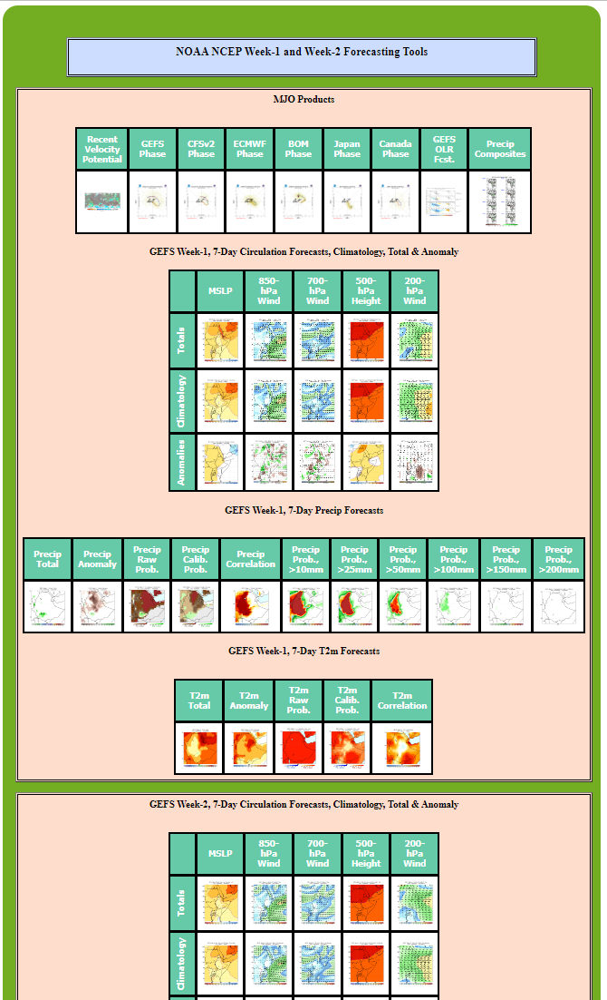 NOAA NCEP Week-1 and Week-2 Forecasting Tools
MJO Products
Recent Velocity Potential
GEFS Phase
CFSv2 Phase
ECMWF Phase
BOM Phase
Japan Phase
Canada Phase
GEFS OLR Fcst.
Precip Composites
GEFS Week-1, 7-Day Circulation Forecasts, Climatology, Total & Anomaly
MSLP
850-hPa Wind
700-hPa Wind
500-hPa Height
200-hPa Wind
Totals
Climatology
Anomalies
GEFS Week-1, 7-Day Precip Forecasts
Precip Total
Precip Anomaly
Precip Raw Prob.
Precip Calib. Prob.
Precip Correlation
Precip Prob., >10mm
Precip Prob., >25mm
Precip Prob., >50mm
Precip Prob., >100mm
Precip Prob., >150mm
Precip Prob., >200mm
GEFS Week-1, 7-Day T2m Forecasts
T2m Total
T2m Anomaly
T2m Raw Prob.
T2m Calib. Prob.
T2m Correlation
GEFS Week-2, 7-Day Circulation Forecasts, Climatology, Total & Anomaly
MSLP
850-hPa Wind
700-hPa Wind
500-hPa Height
200-hPa Wind
Totals
Climatology